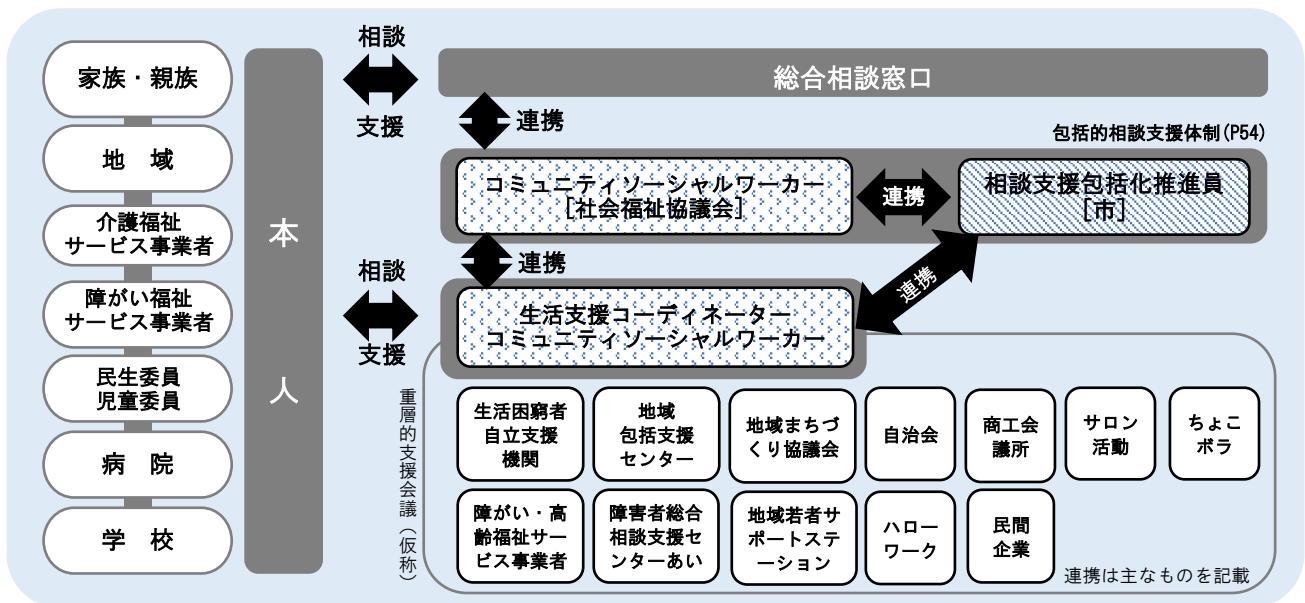 家族・親族
地　域
介護福祉
サービス事業者
障がい福祉
サービス事業者
民生委員
児童委員
病　院
学　校
本
人
相談
支援
相談
支援
総合相談窓口
連携
包括的相談支援体制(P54)
コミュニティソーシャルワーカー
[社会福祉協議会]
連携
相談支援包括化推進員
[市]
連携
連携
生活支援コーディネーター
コミュニティソーシャルワーカー
重層的支援会議（仮称）
生活困窮者
自立支援
機関
地域
包括支援
センター
地域まちづ
くり協議会
自治会
商工会
議所
サロン
活動
ちょこ
ボラ
障がい・高
齢福祉サー
ビス事業者
障害者総合
相談支援セ
ンターあい
地域若者サ
ポートステ
ーション
ハロー
ワーク
民間
企業
連携は主なものを記載